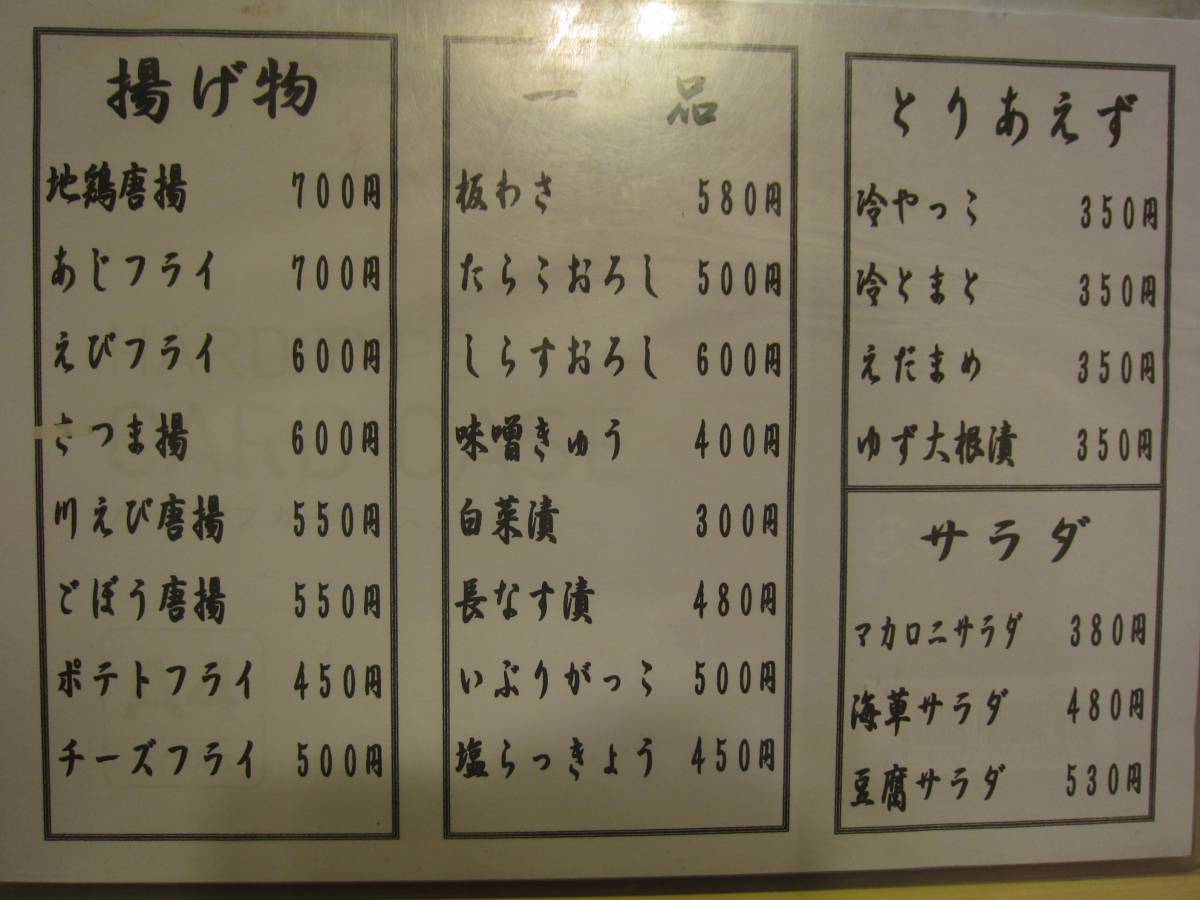 揚げ物
地鶏唐揚 700円
あじフライ 700円
えびフライ 600円
さつま揚 600円
川えび唐揚 550円
ごぼう唐揚 550円
ポテトフライ 450円
チーズフライ 500円
一品
板わさ 580円
たらこおろし 500円
しらすおろし 600円
味噌きゅう 400円
白菜漬 300円
長なす漬 480円
いぶりがっこ 500円
塩らっきょう 450円
とりあえず
冷やっこ 350円
冷とまと 350円
えだまめ 350円
ゆず大根漬 350円
サラダ
マカロニサラダ 380円
海草サラダ 480円
豆腐サラダ 530円